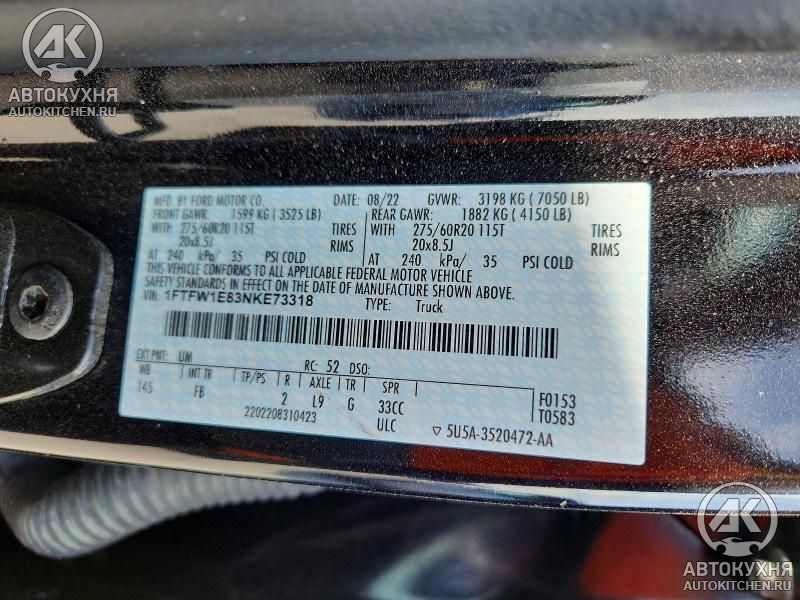 АК
АВТОКУХНЯ
AUTOKITCHEN.RU
MFD. BY FORD MOTOR CO. DATE: 08/22 GVWR: 3198 KG ( 7050 LB)
FRONT GAWR: 1599 KG ( 3525 LB) REAR GAWR: 1882 KG ( 4150 LB)
WITH 275/60R20 115T TIRES WITH 275/60R20 115T TIRES
20x8.5J RIMS 20x8.5J RIMS
AT 240 kPa/ 35 PSI COLD AT 240 kPa/ 35 PSI COLD
THIS VEHICLE CONFORMS TO ALL APPLICABLE FEDERAL MOTOR VEHICLE
SAFETY STANDARDS IN EFFECT ON THE DATE OF MANUFACTURE SHOWN ABOVE.
VIN: 1FTFW1E83NKE73318 TYPE: Truck
EXT PNT: UM RC: 52 DSO:
WB INT TR TP/PS R AXLE TR SPR
145 FB 2 L9 G 33CC
2202208310423 ULC
F0153
T0583
▽ 5U5A-3520472-AA
АК
АВТОКУХНЯ
AUTOKITCHEN.RU